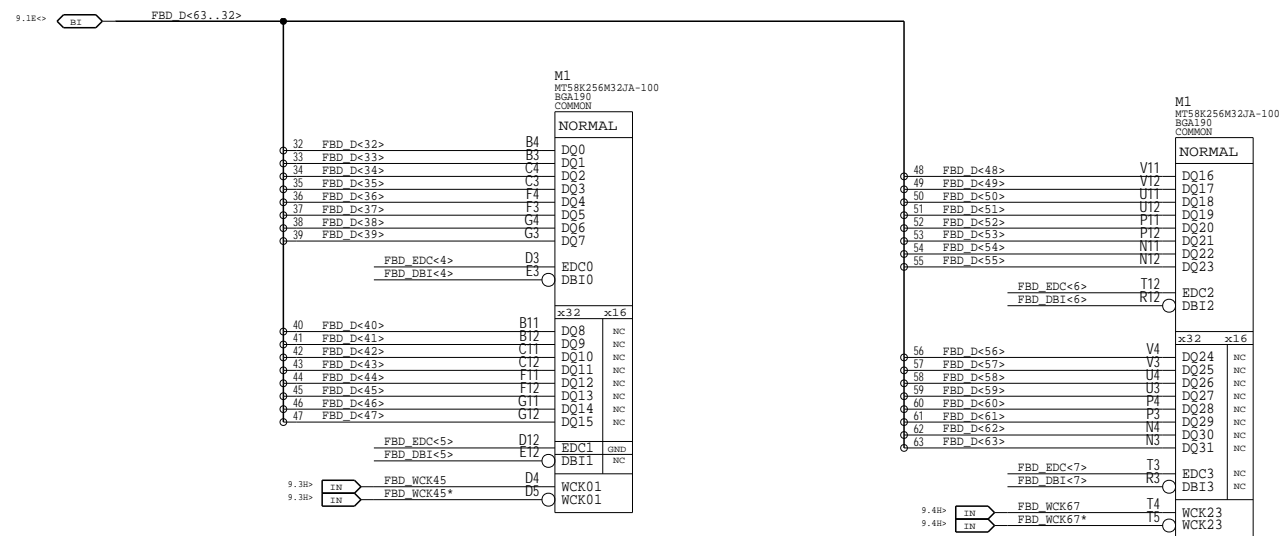 9.1E<> BI FBD_D<63..32>
M1
MT58K256M32JA-100
BGA190
COMMON
NORMAL
32 FBD_D<32> B4 DQ0
33 FBD_D<33> B3 DQ1
34 FBD_D<34> C4 DQ2
35 FBD_D<35> C3 DQ3
36 FBD_D<36> F4 DQ4
37 FBD_D<37> F3 DQ5
38 FBD_D<38> G4 DQ6
39 FBD_D<39> G3 DQ7
FBD_EDC<4> D3 EDC0
FBD_DBI<4> E3 DBI0
x32 x16
40 FBD_D<40> B11 DQ8 NC
41 FBD_D<41> B12 DQ9 NC
42 FBD_D<42> C11 DQ10 NC
43 FBD_D<43> C12 DQ11 NC
44 FBD_D<44> F11 DQ12 NC
45 FBD_D<45> F12 DQ13 NC
46 FBD_D<46> G11 DQ14 NC
47 FBD_D<47> G12 DQ15 NC
FBD_EDC<5> D12 EDC1 GND
FBD_DBI<5> E12 DBI1 NC
9.3H> IN FBD_WCK45 D4 WCK01
9.3H> IN FBD_WCK45* D5 WCK01
M1
MT58K256M32JA-100
BGA190
COMMON
NORMAL
48 FBD_D<48> V11 DQ16
49 FBD_D<49> V12 DQ17
50 FBD_D<50> U11 DQ18
51 FBD_D<51> U12 DQ19
52 FBD_D<52> P11 DQ20
53 FBD_D<53> P12 DQ21
54 FBD_D<54> N11 DQ22
55 FBD_D<55> N12 DQ23
FBD_EDC<6> T12 EDC2
FBD_DBI<6> R12 DBI2
x32 x16
56 FBD_D<56> V4 DQ24 NC
57 FBD_D<57> V3 DQ25 NC
58 FBD_D<58> U4 DQ26 NC
59 FBD_D<59> U3 DQ27 NC
60 FBD_D<60> P4 DQ28 NC
61 FBD_D<61> P3 DQ29 NC
62 FBD_D<62> N4 DQ30 NC
63 FBD_D<63> N3 DQ31 NC
FBD_EDC<7> T3 EDC3 NC
FBD_DBI<7> R3 DBI3 NC
9.4H> IN FBD_WCK67 T4 WCK23
9.4H> IN FBD_WCK67* T5 WCK23